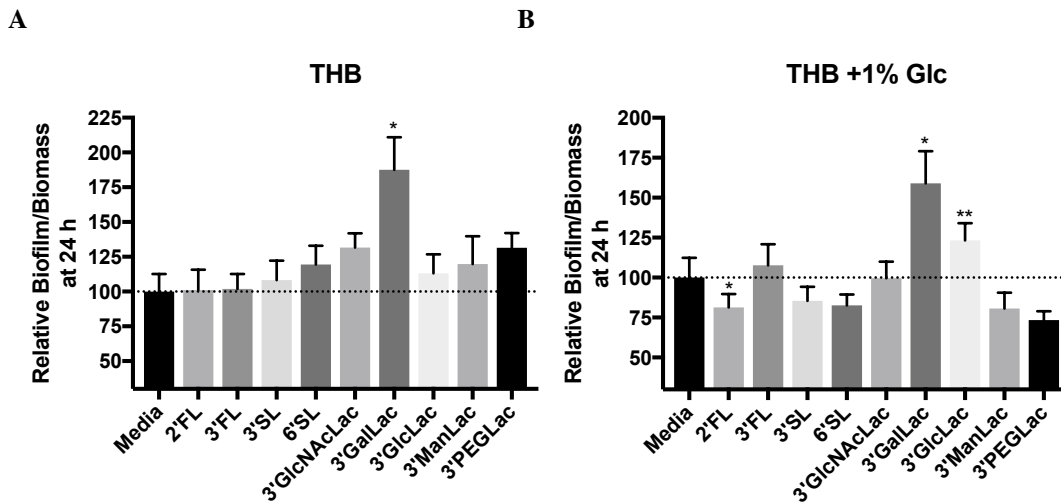 A
THB
Relative Biofilm/Biomass
at 24 h
225
200
175
150
125
100
75
50
*
Media
2'FL
3'FL
3'SL
6'SL
3'GlcNAcLac
3'GalLac
3'GlcLac
3'ManLac
3'PEGLac
B
THB +1% Glc
Relative Biofilm/Biomass
at 24 h
200
175
150
125
100
75
50
*
*
**
Media
2'FL
3'FL
3'SL
6'SL
3'GlcNAcLac
3'GalLac
3'GlcLac
3'ManLac
3'PEGLac